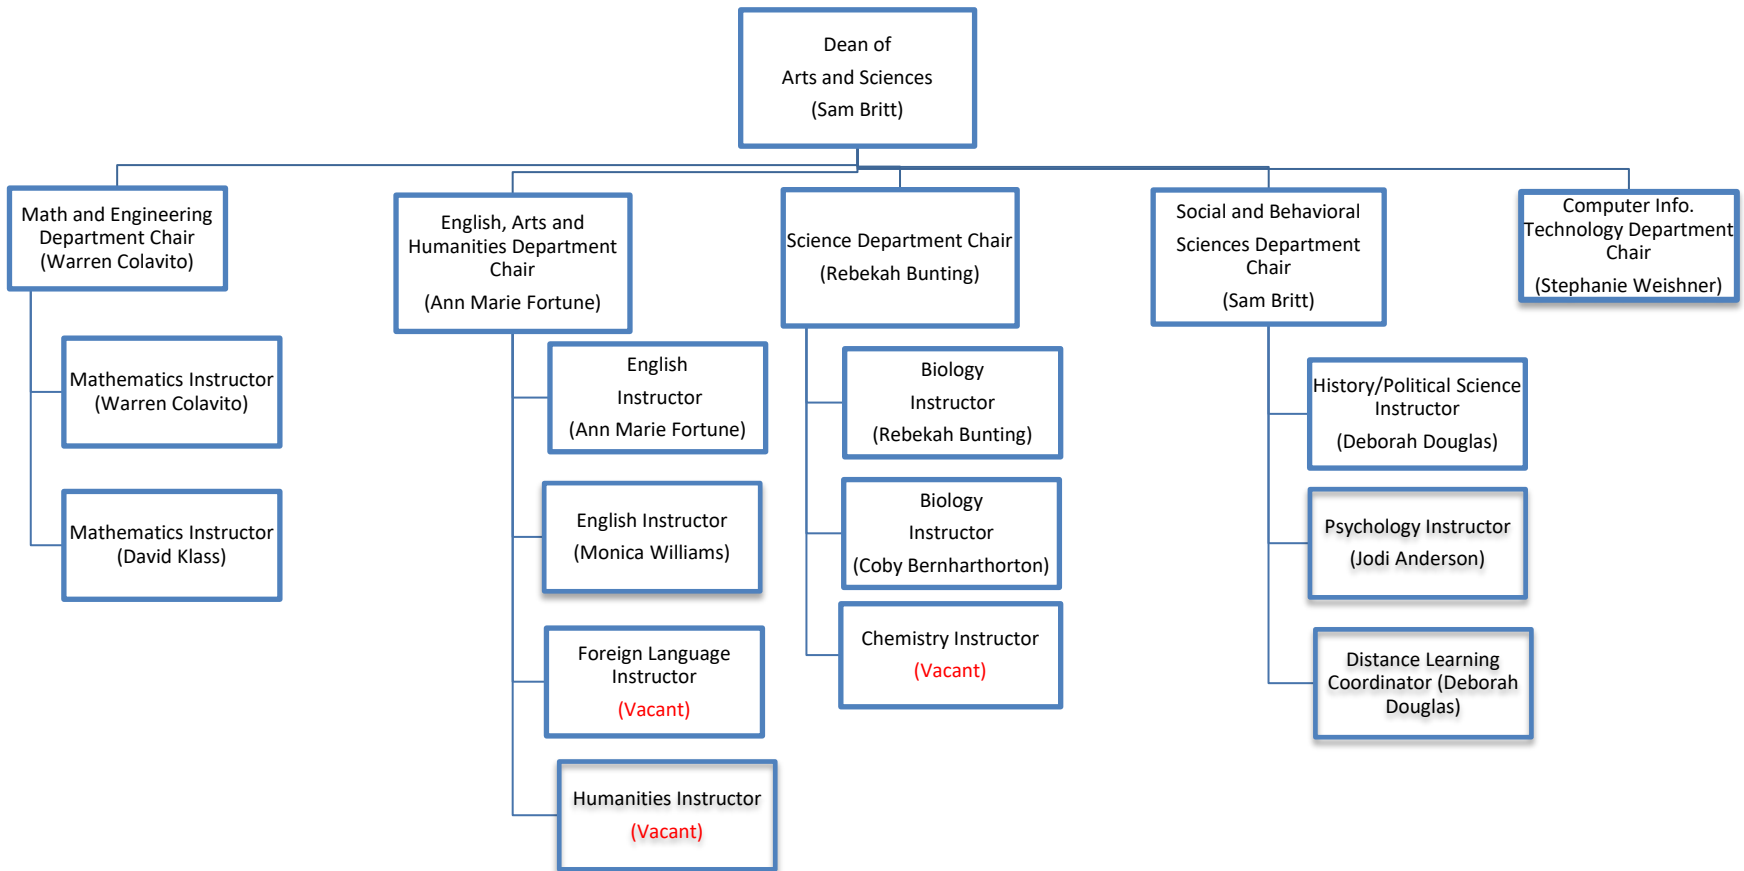 Dean of
Arts and Sciences
(Sam Britt)
Math and Engineering
Department Chair
(Warren Colavito)
English, Arts and
Humanities Department
Chair
(Ann Marie Fortune)
Science Department Chair
(Rebekah Bunting)
Social and Behavioral
Sciences Department
Chair
(Sam Britt)
Computer Info.
Technology Department
Chair
(Stephanie Weishner)
Mathematics Instructor
(Warren Colavito)
Mathematics Instructor
(David Klass)
English
Instructor
(Ann Marie Fortune)
English Instructor
(Monica Williams)
Foreign Language
Instructor
(Vacant)
Humanities Instructor
(Vacant)
Biology
Instructor
(Rebekah Bunting)
Biology
Instructor
(Coby Bernharthorton)
Chemistry Instructor
(Vacant)
History/Political Science
Instructor
(Deborah Douglas)
Psychology Instructor
(Jodi Anderson)
Distance Learning
Coordinator (Deborah
Douglas)